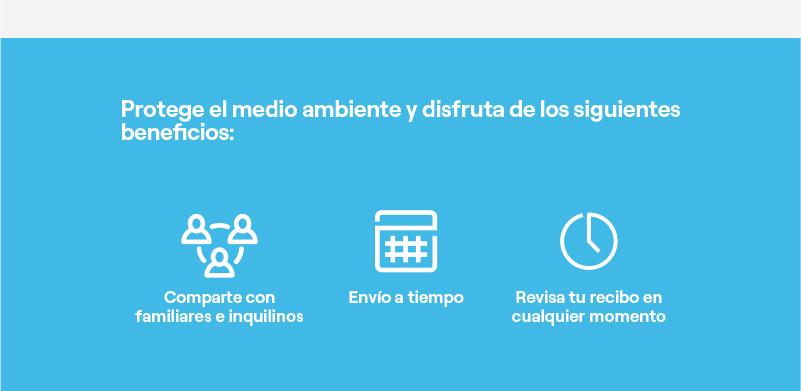 Protege el medio ambiente y disfruta de los siguientes
beneficios:
Comparte con
familiares e inquilinos
Envío a tiempo
Revisa tu recibo en
cualquier momento